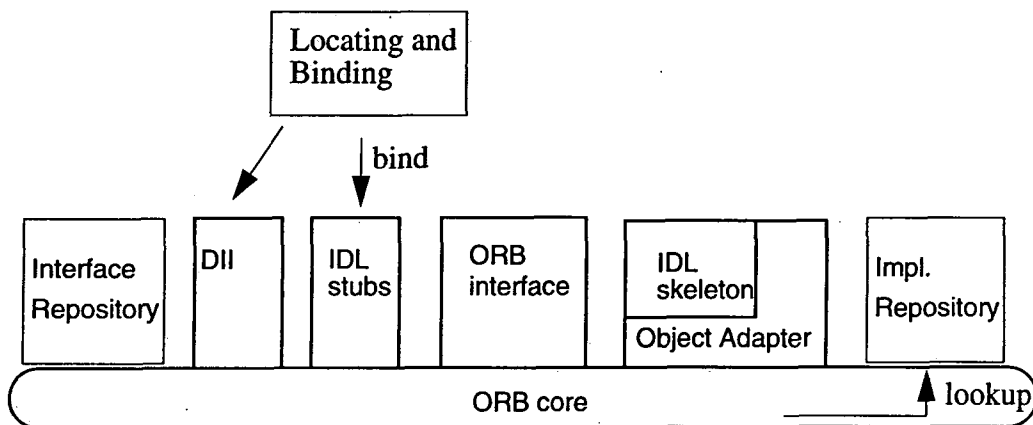 Locating and
Binding
bind
Interface
Repository
DII
IDL
stubs
ORB
interface
IDL
skeleton
Object Adapter
Impl.
Repository
ORB core
lookup